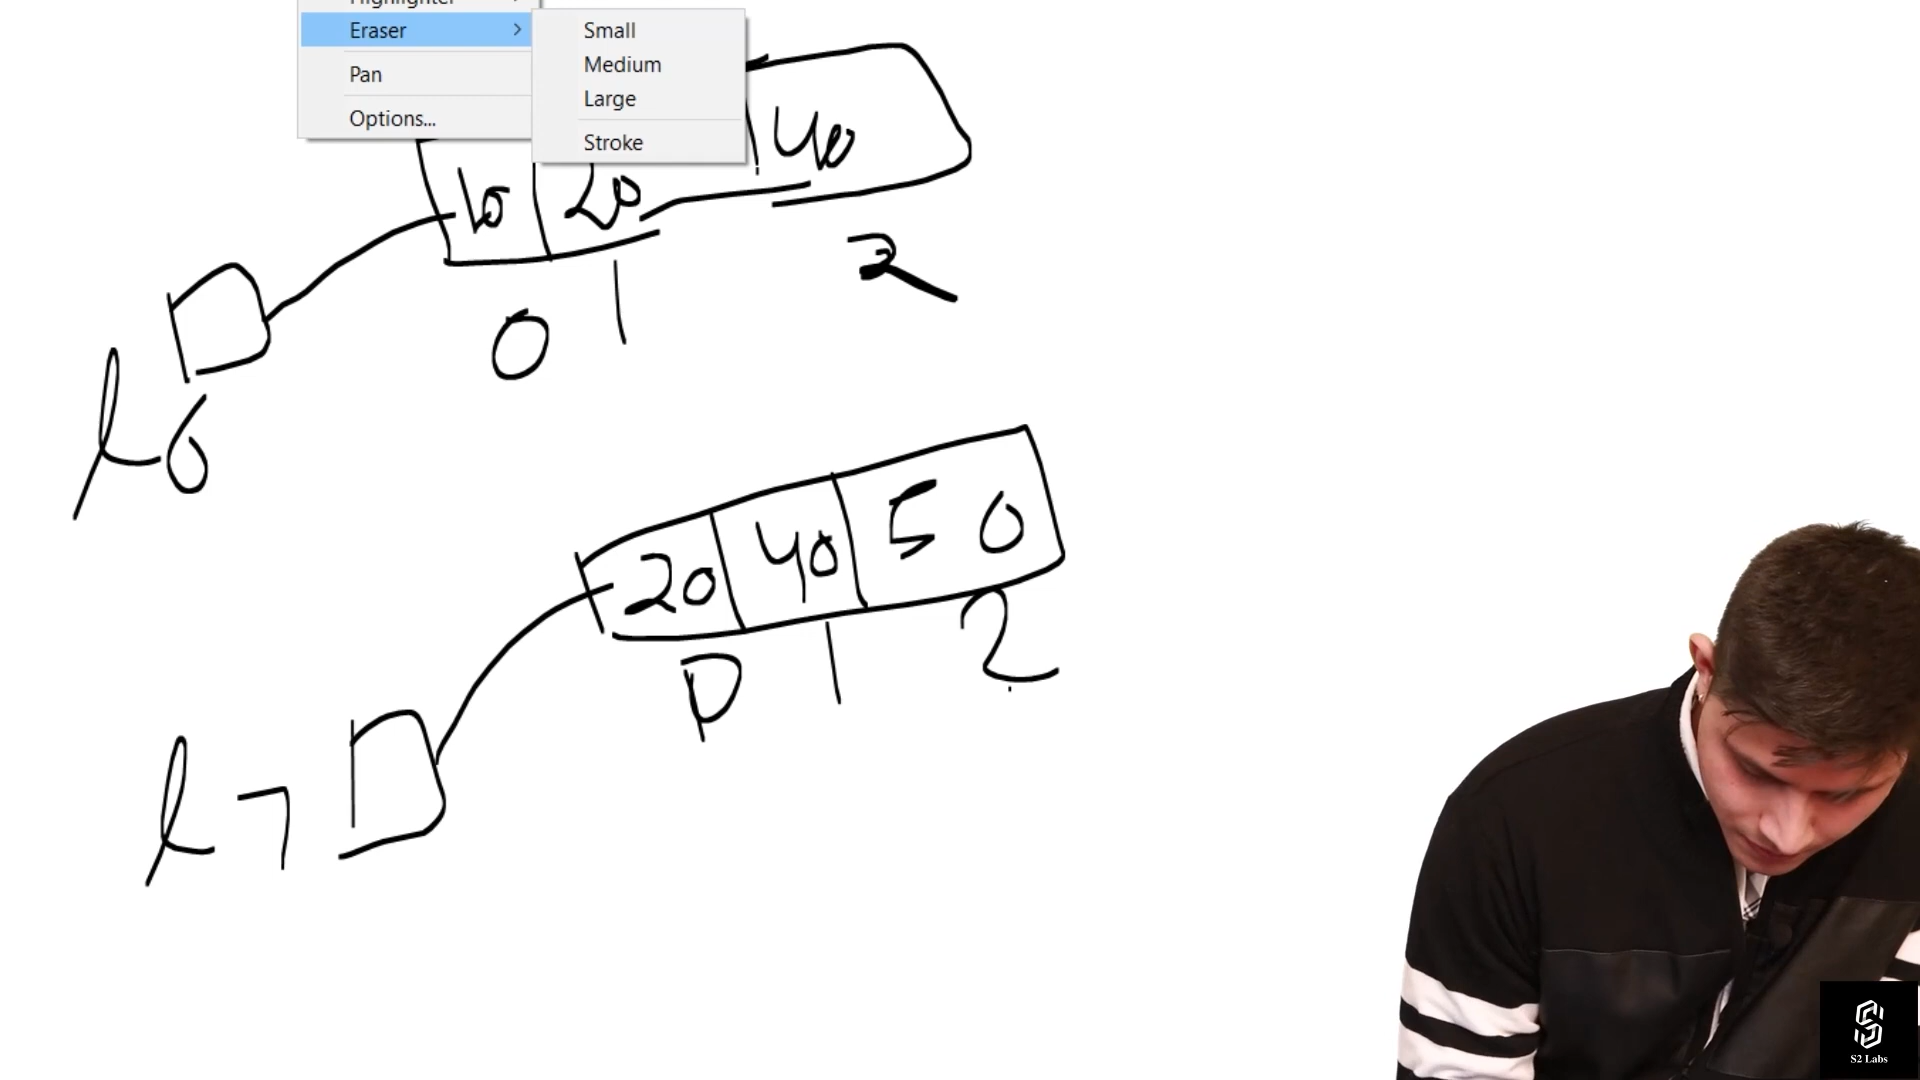 Eraser
Small
Medium
Pan
Large
Options...
Stroke
10 20 40
0 1 2
l6
20 40 50
0 1 2
l7
S2 Labs